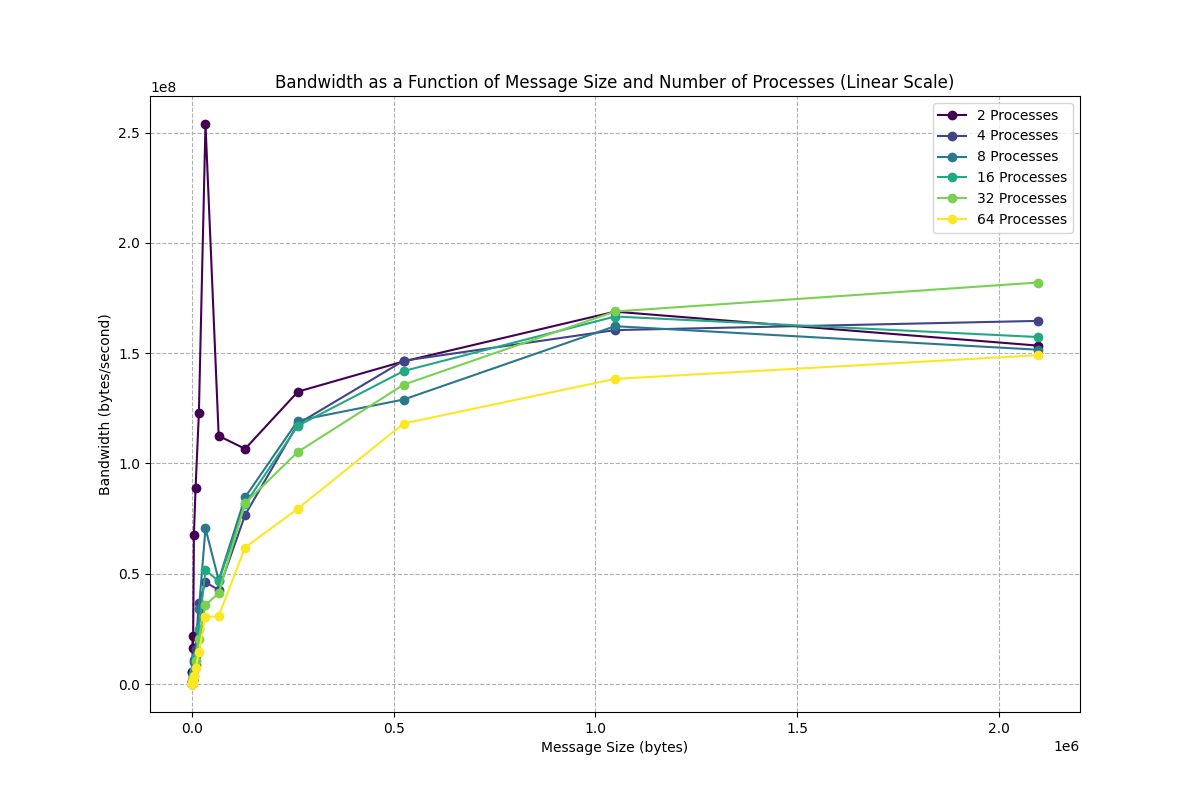 Bandwidth as a Function of Message Size and Number of Processes (Linear Scale)
1e8
2.5
2.0
1.5
1.0
0.5
0.0
Bandwidth (bytes/second)
2 Processes
4 Processes
8 Processes
16 Processes
32 Processes
64 Processes
0.0 0.5 1.0 1.5 2.0
Message Size (bytes)
1e6